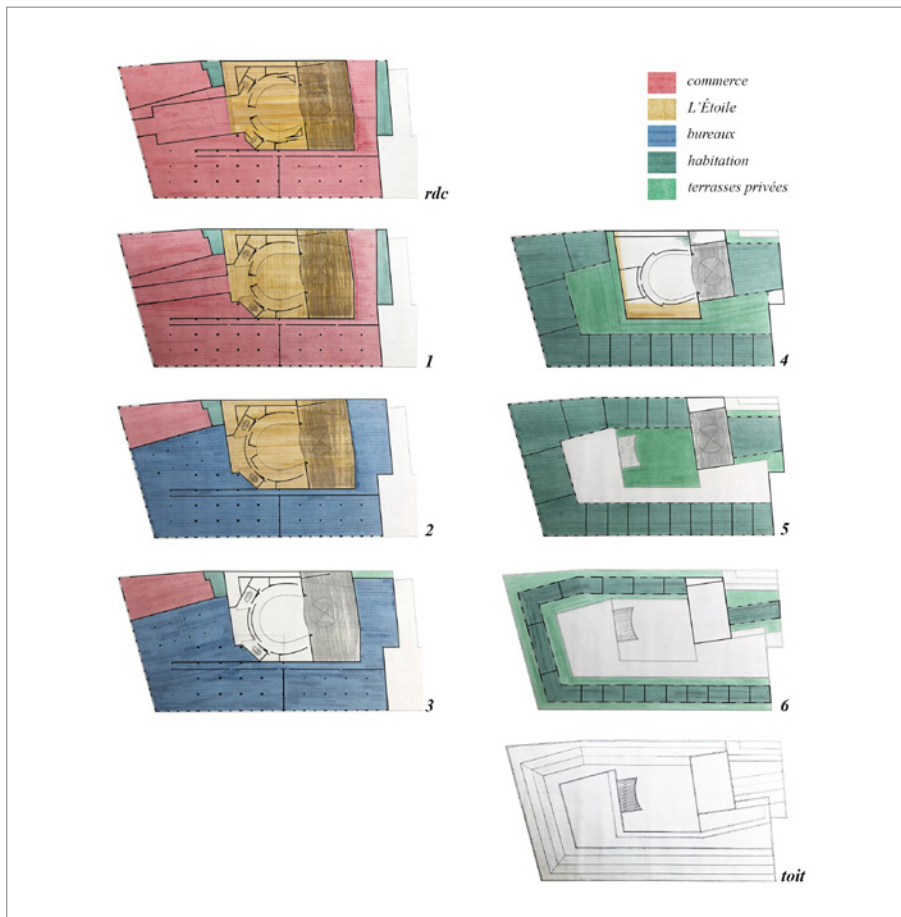 commerce
L'Étoile
bureaux
habitation
terrasses privées
rdc
1
2
3
4
5
6
toit